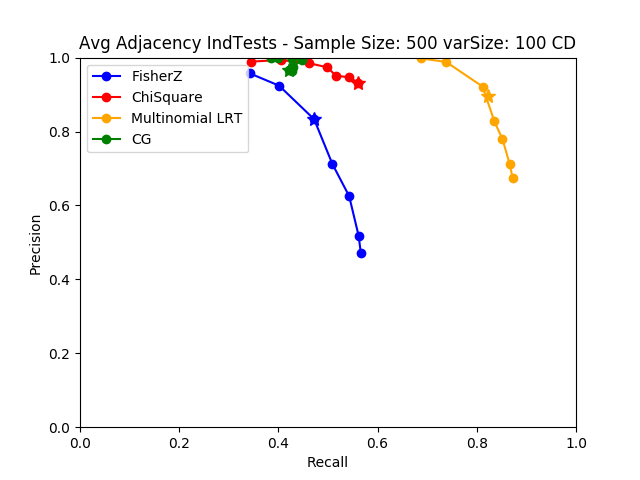 Avg Adjacency IndTests - Sample Size: 500 varSize: 100 CD
1.0
0.8
0.6
0.4
0.2
0.0
Precision
FisherZ
ChiSquare
Multinomial LRT
CG
0.0 0.2 0.4 0.6 0.8 1.0
Recall